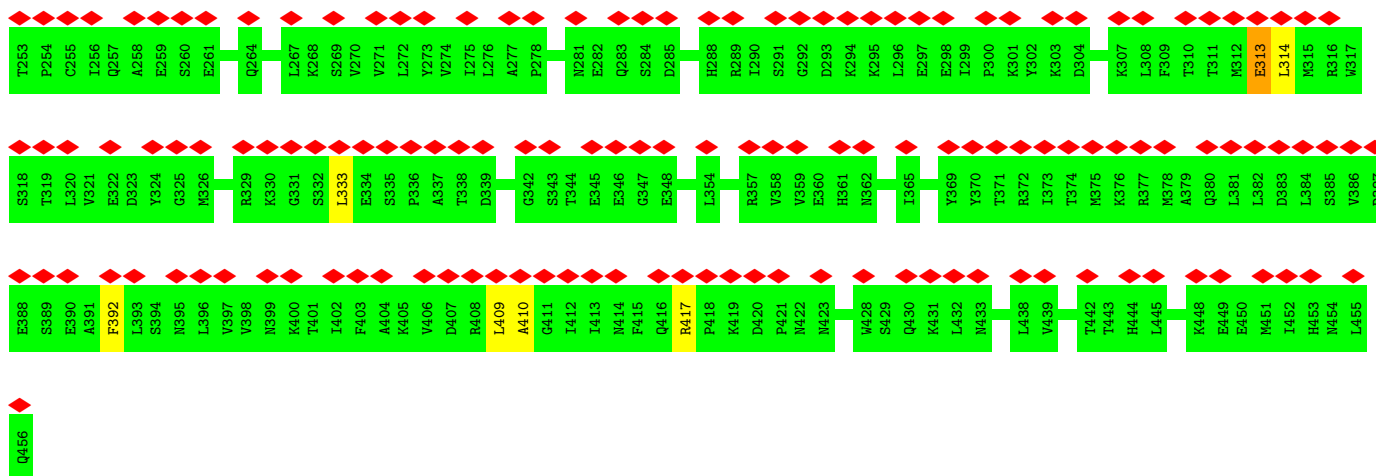 T253 P254 C255 I256 Q257 A258 E259 S260 E261 Q264 L267 K268 S269 V270 V271 L272 Y273 V274 I275 L276 A277 P278 N281 E282 Q283 S284 D285 H288 R289 I290 S291 G292 D293 K294 K295 L296 E297 E298 I299 P300 K301 Y302 K303 D304 K307 L308 F309 T310 T311 M312 E313 L314 M315 R316 W317
S318 T319 L320 V321 E322 D323 Y324 G325 M326 R329 K330 G331 S332 L333 E334 S335 P336 A337 T338 D339 G342 S343 T344 E345 E346 G347 E348 L354 R357 V358 V359 E360 H361 N362 I365 Y369 Y370 T371 R372 I373 T374 M375 K376 R377 M378 A379 Q380 L381 L382 D383 L384 S385 V386
E388 S389 E390 A391 F392 L393 S394 N395 L396 V397 V398 N399 K400 T401 I402 F403 A404 K405 V406 D407 R408 L409 A410 G411 I412 I413 N414 F415 Q416 R417 P418 K419 D420 P421 N422 N423 W428 S429 Q430 K431 L432 N433 L438 V439 T442 T443 H444 L445 K448 E449 E450 M451 I452 H453 N454 L455
Q456